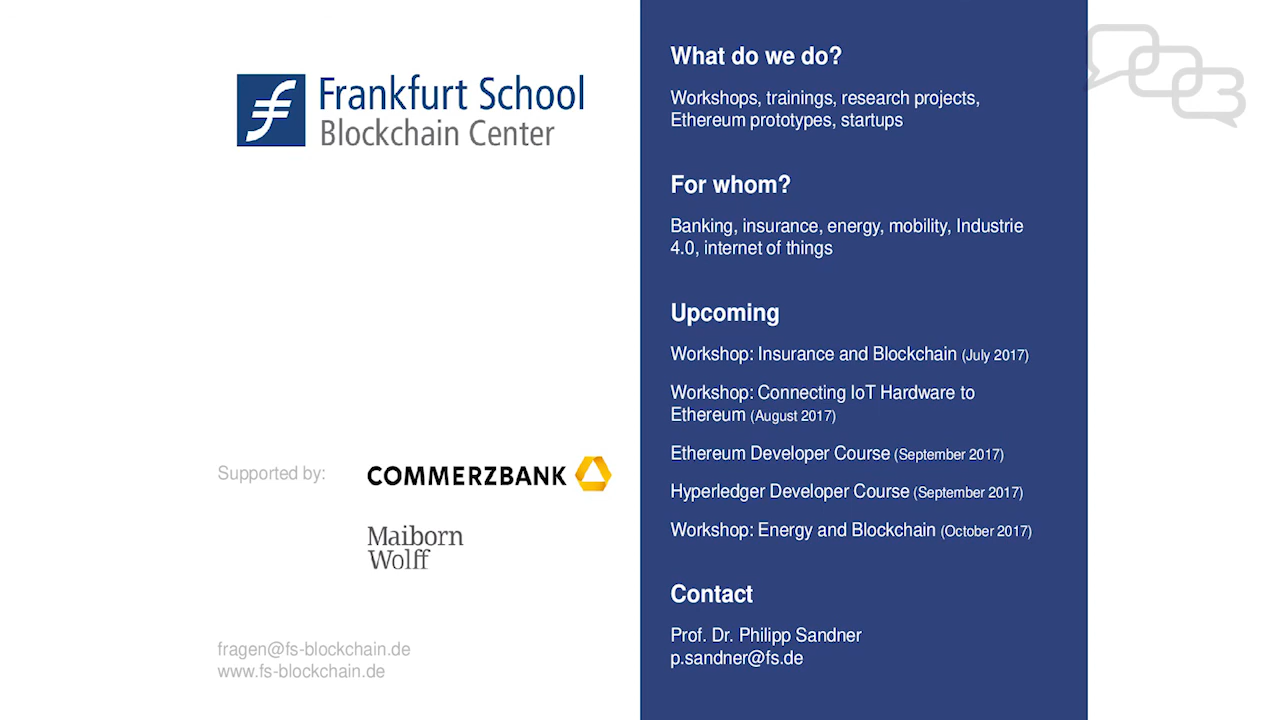 Frankfurt School
Blockchain Center
Supported by:
COMMERZBANK
Maiborn
Wolff
fragen@fs-blockchain.de
www.fs-blockchain.de
What do we do?
Workshops, trainings, research projects,
Ethereum prototypes, startups
For whom?
Banking, insurance, energy, mobility, Industrie
4.0, internet of things
Upcoming
Workshop: Insurance and Blockchain (July 2017)
Workshop: Connecting IoT Hardware to
Ethereum (August 2017)
Ethereum Developer Course (September 2017)
Hyperledger Developer Course (September 2017)
Workshop: Energy and Blockchain (October 2017)
Contact
Prof. Dr. Philipp Sandner
p.sandner@fs.de